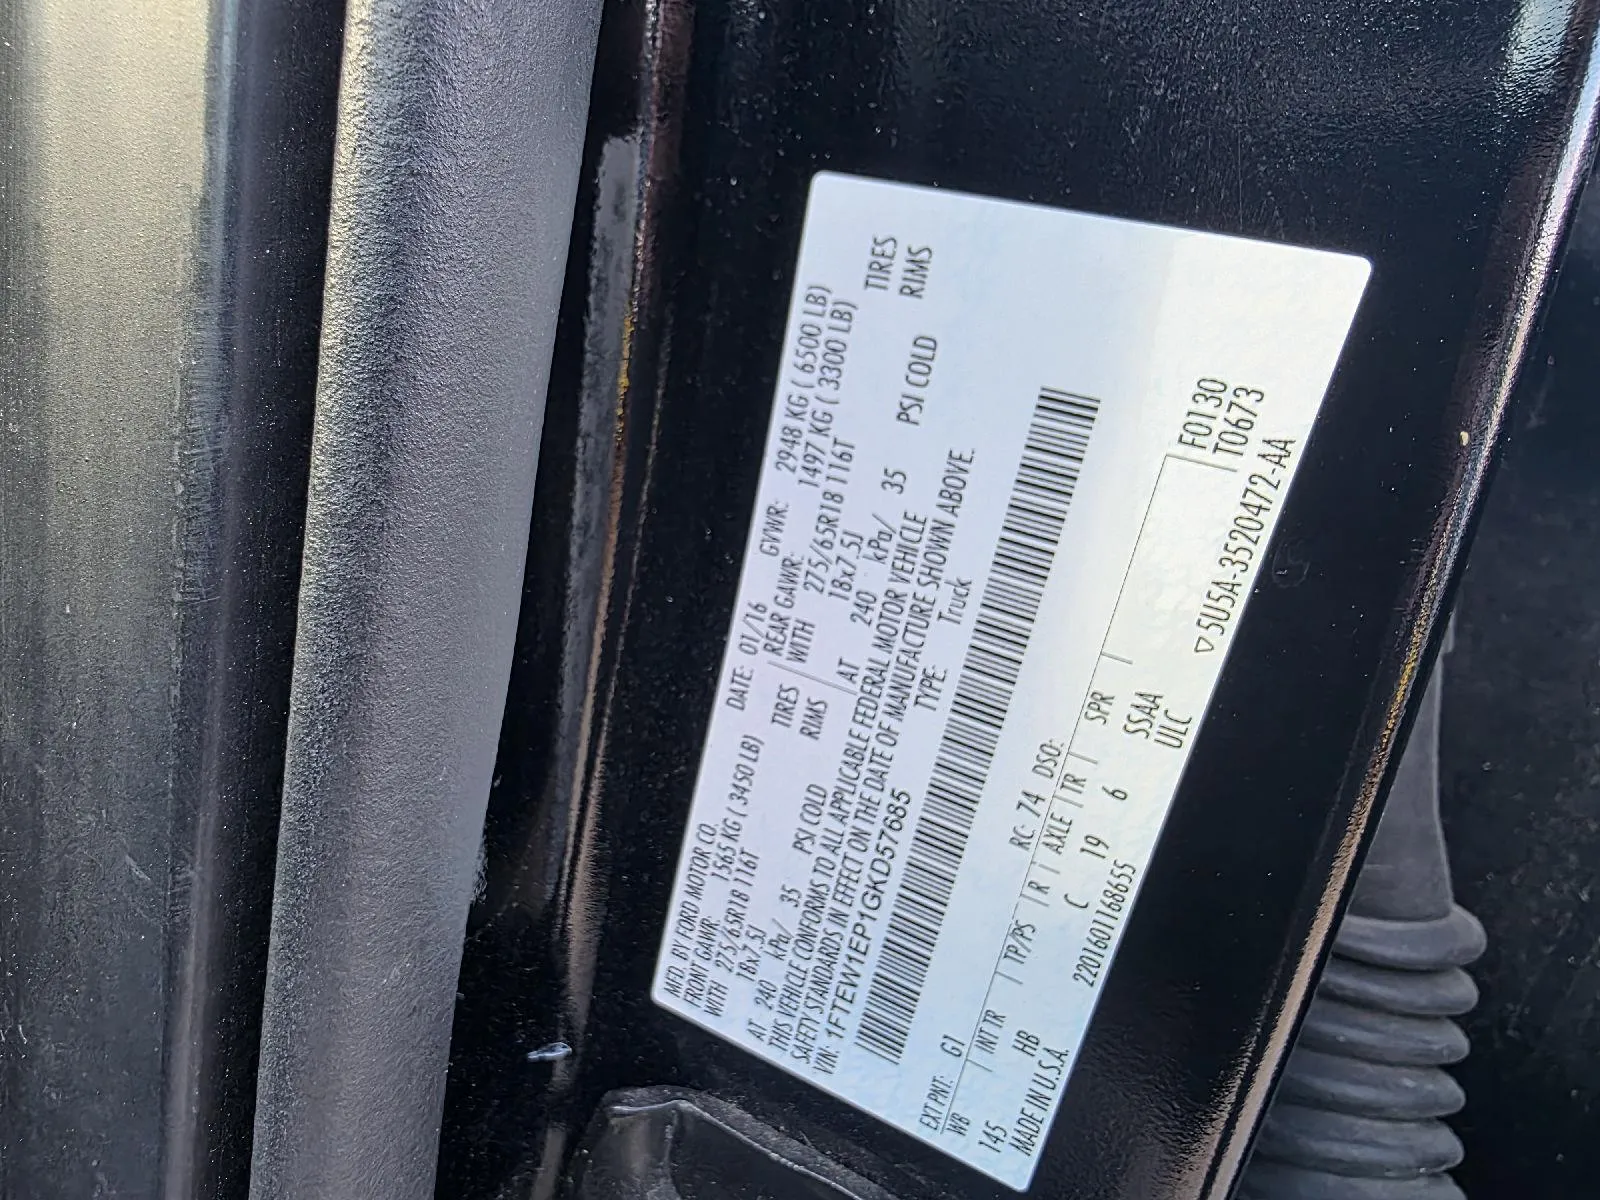 MFD. BY FORD MOTOR CO. DATE: 01/16 GVWR: 2948 KG ( 6500 LB)
FRONT GAWR: 1565 KG ( 3450 LB) REAR GAWR: 1497 KG ( 3300 LB)
WITH 275/65R18 116T TIRES WITH 275/65R18 116T TIRES
18x7.5J RIMS 18x7.5J RIMS
AT 240 kPa/ 35 PSI COLD AT 240 kPa/ 35 PSI COLD
THIS VEHICLE CONFORMS TO ALL APPLICABLE FEDERAL MOTOR VEHICLE
SAFETY STANDARDS IN EFFECT ON THE DATE OF MANUFACTURE SHOWN ABOVE.
VIN: 1FTEW1EP1GKD57685 TYPE: Truck
EXT PNT: G1 RC: 74 DSO: F0130
WB INT TR TP/PS R AXLE TR SPR T0673
145 HB C 19 6 SSAA
MADE IN U.S.A. 220160116865​5 ULC ▽5U5A-3520472-AA